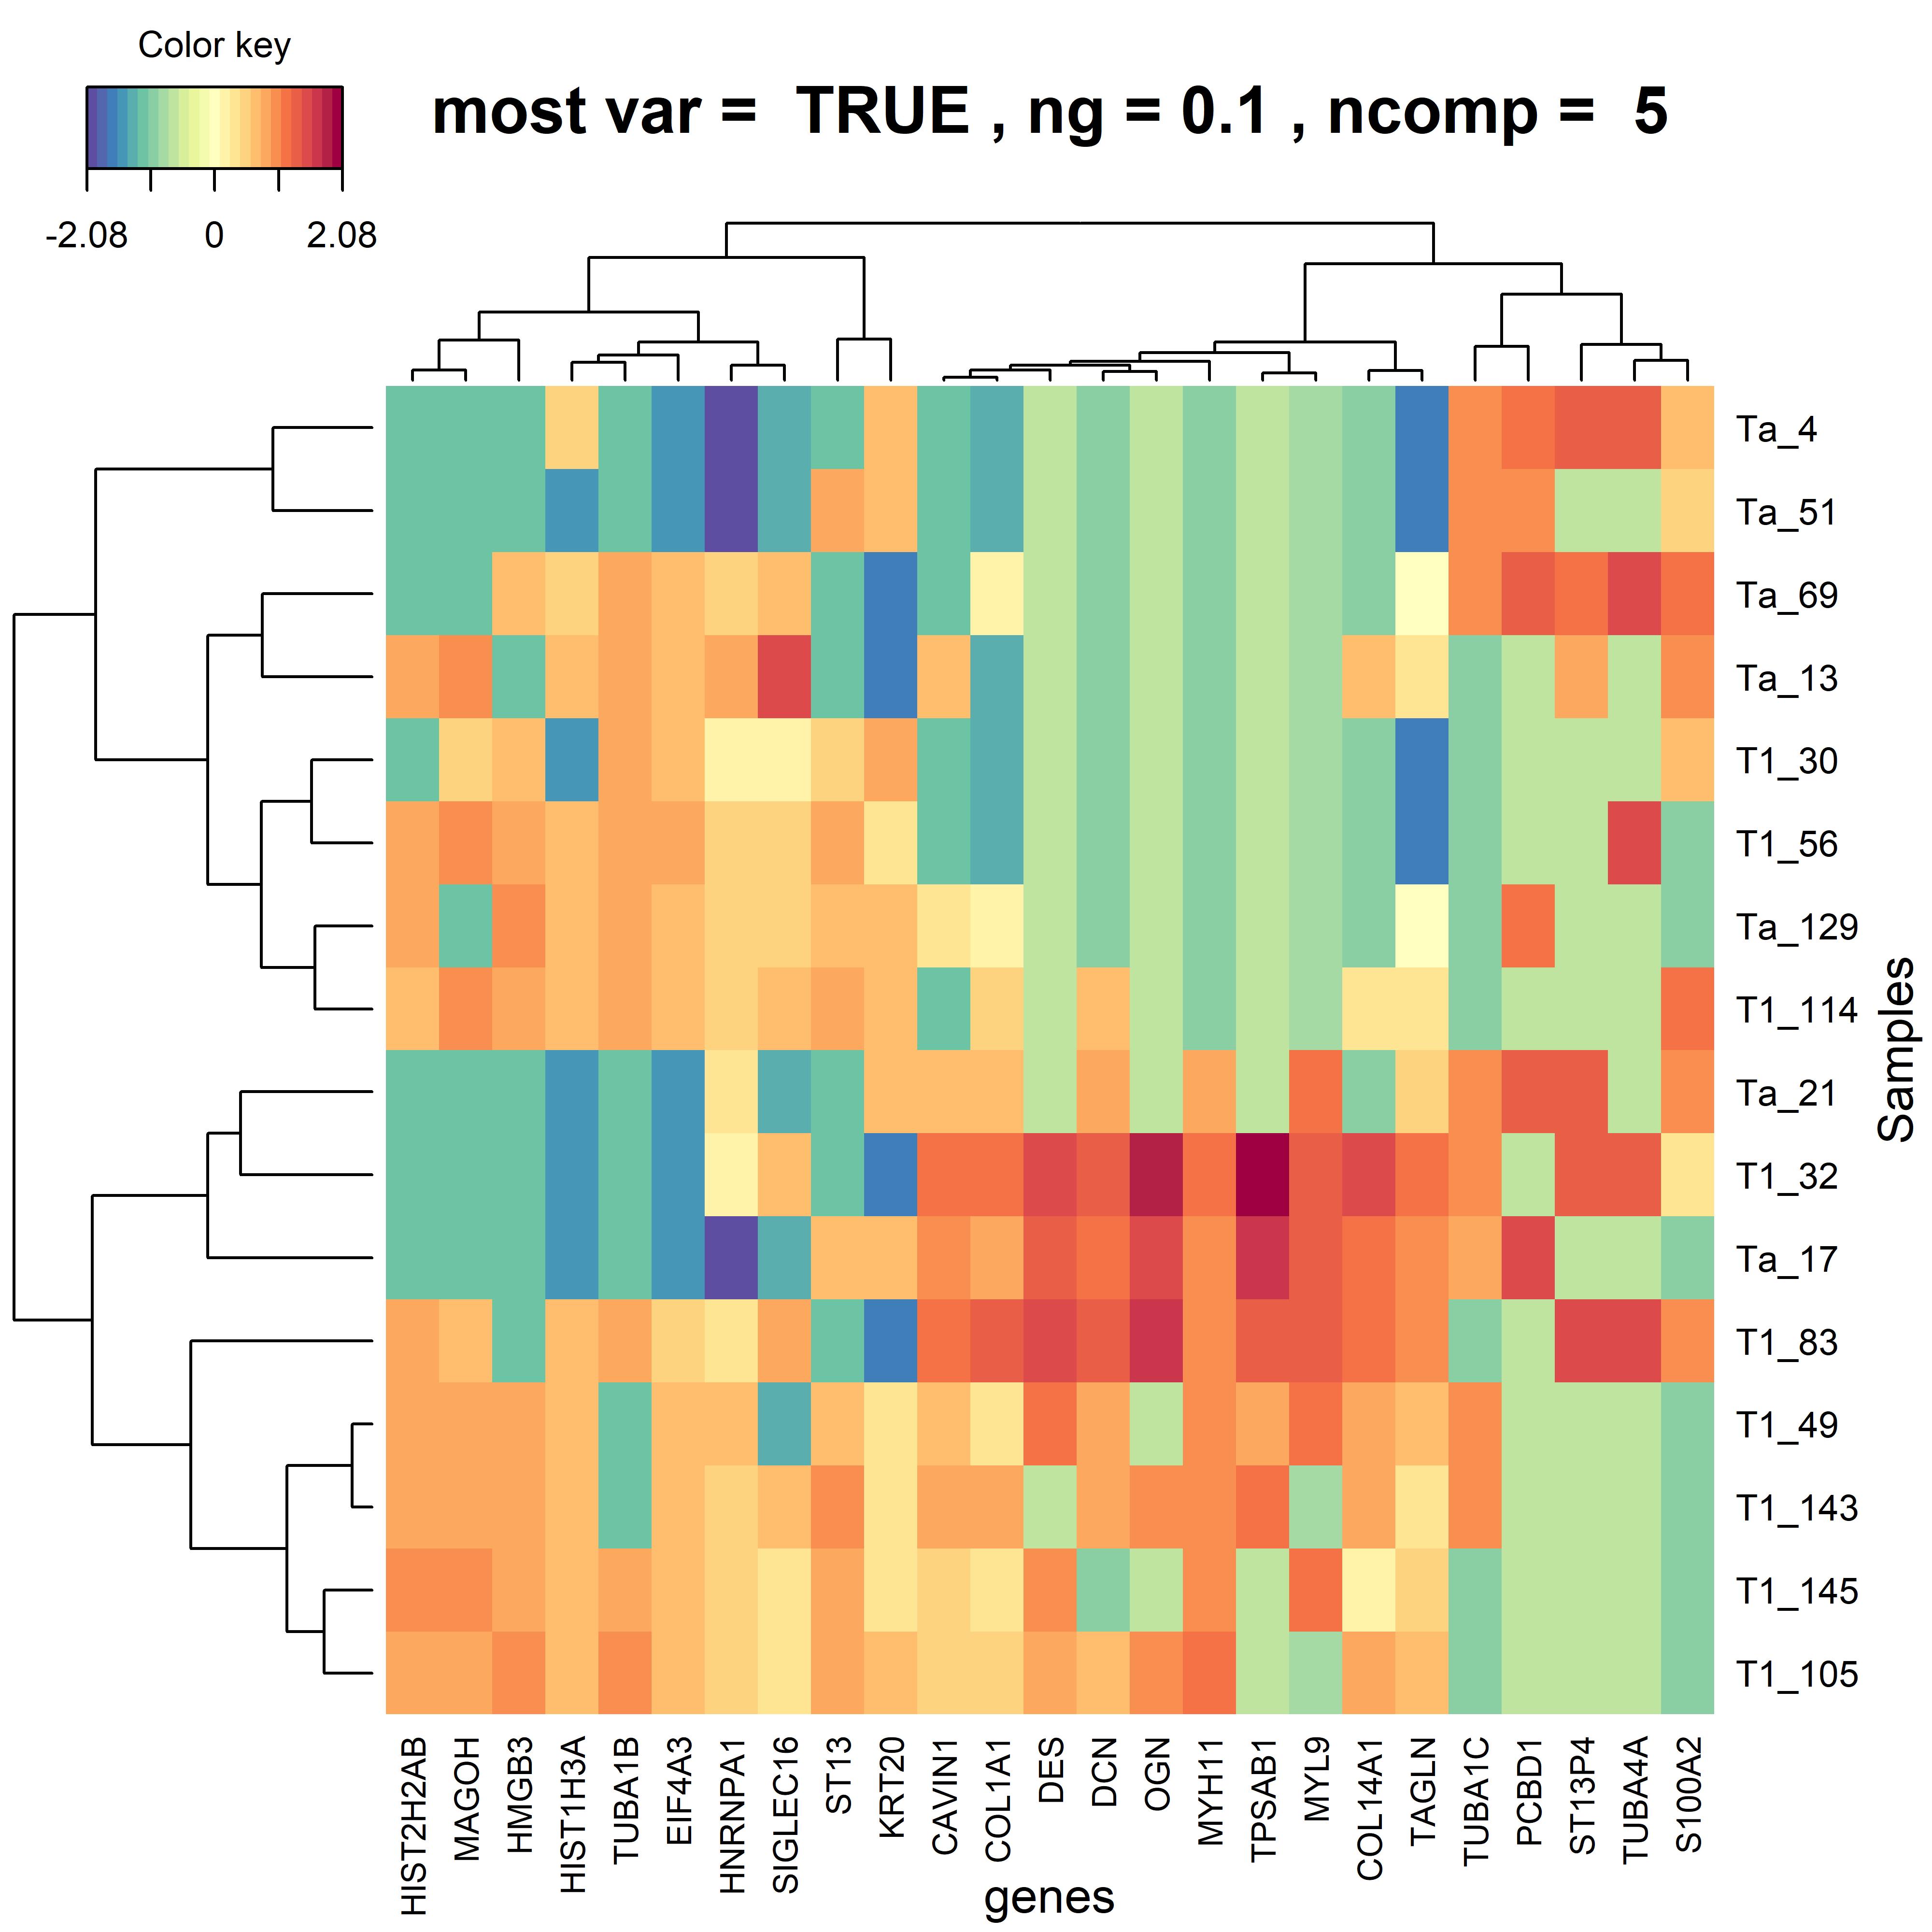 Color key
-2.08 0 2.08
most var = TRUE , ng = 0.1 , ncomp = 5
Ta_4
Ta_51
Ta_69
Ta_13
T1_30
T1_56
Ta_129
T1_114
Ta_21
T1_32
Ta_17
T1_83
T1_49
T1_143
T1_145
T1_105
Samples
HIST2H2AB
MAGOH
HMGB3
HIST1H3A
TUBA1B
EIF4A3
HNRNPA1
SIGLEC16
ST13
KRT20
CAVIN1
COL1A1
DES
DCN
OGN
MYH11
TPSAB1
MYL9
COL14A1
TAGLN
TUBA1C
PCBD1
ST13P4
TUBA4A
S100A2
genes